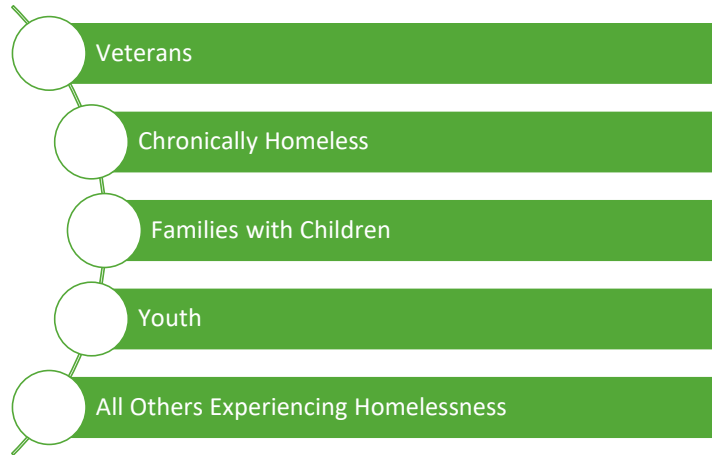 Veterans
Chronically Homeless
Families with Children
Youth
All Others Experiencing Homelessness